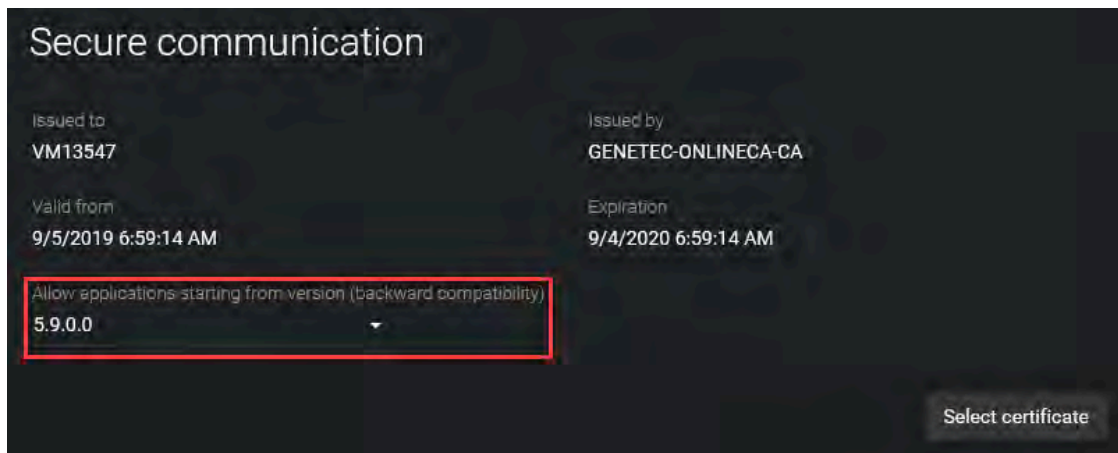 Secure communication
Issued to
VM13547
Issued by
GENETEC-ONLINECA-CA
Valid from
9/5/2019 6:59:14 AM
Expiration
9/4/2020 6:59:14 AM
Allow applications starting from version (backward compatibility)
5.9.0.0
Select certificate